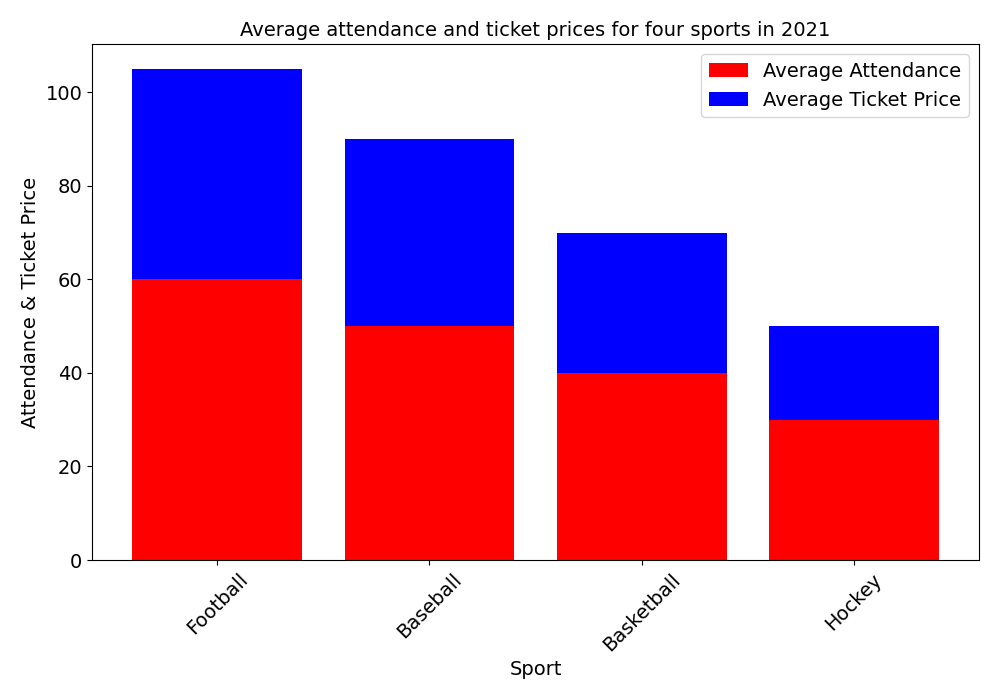 Average attendance and ticket prices for four sports in 2021
Average Attendance
Average Ticket Price
Attendance & Ticket Price
100
80
60
40
20
0
Football
Baseball
Basketball
Hockey
Sport